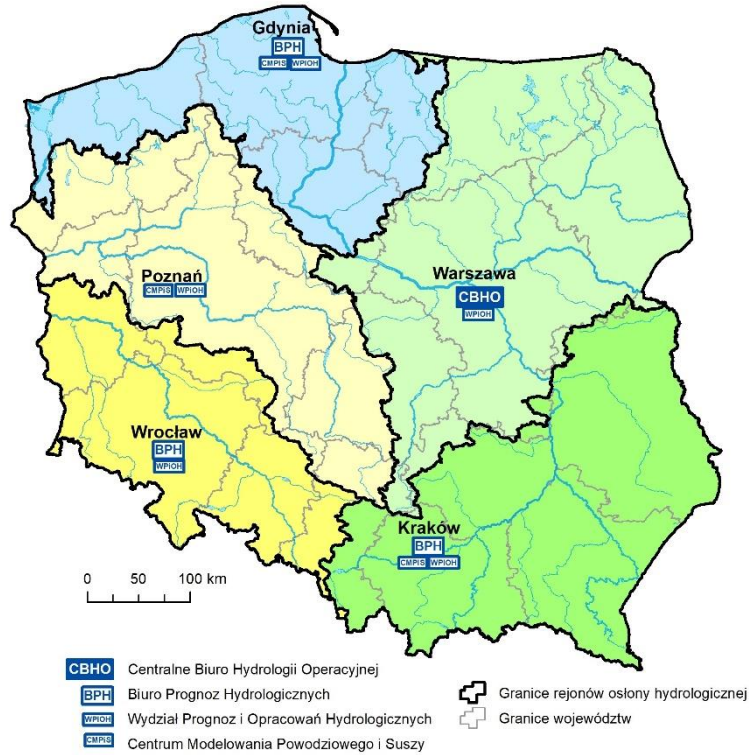 Gdynia
BPH
CMPiS WPiOH
Poznań
CMPiS WPiOH
Warszawa
CBHO
WPiOH
Wrocław
BPH
WPiOH
Kraków
BPH
CMPiS WPiOH
0 50 100 km
CBHO Centralne Biuro Hydrologii Operacyjnej
BPH Biuro Prognoz Hydrologicznych
WPiOH Wydział Prognoz i Opracowań Hydrologicznych
CMPiS Centrum Modelowania Powodziowego i Suszy
Granice rejonów osłony hydrologicznej
Granice województw